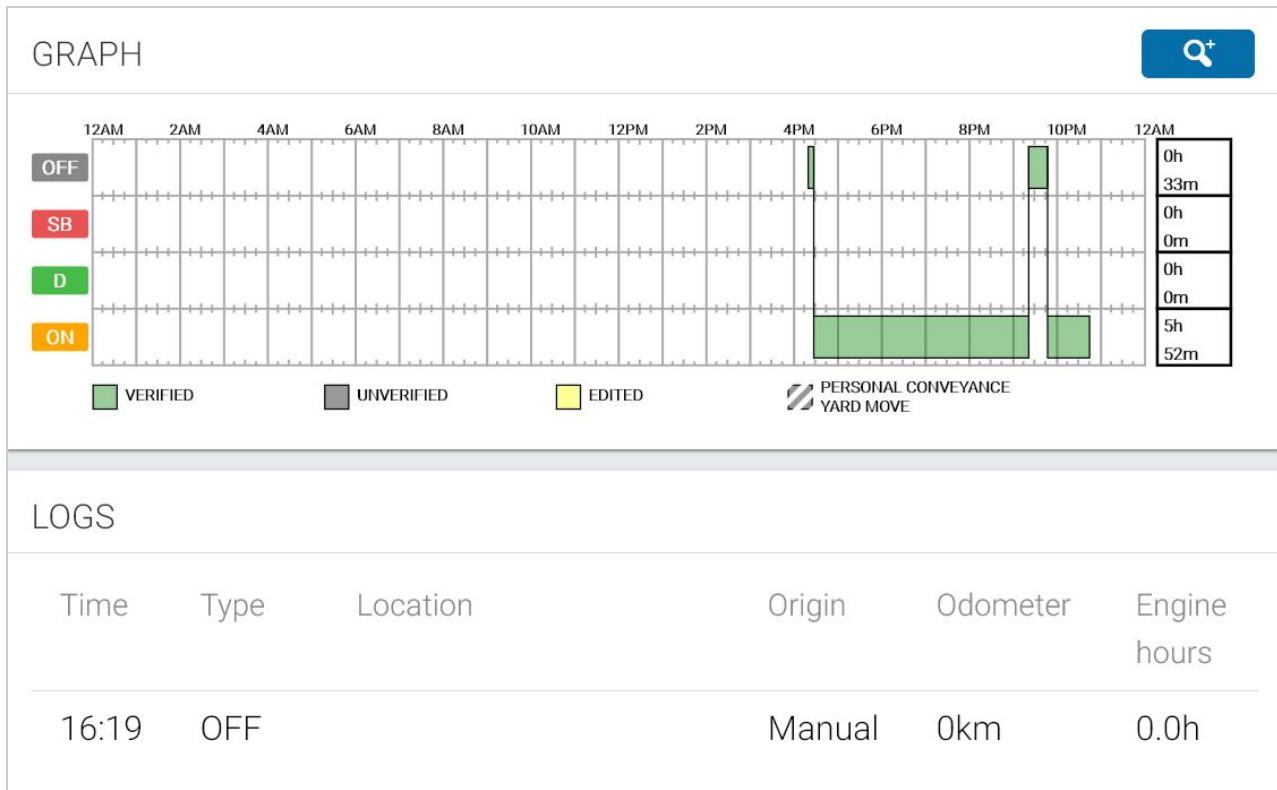 GRAPH
12AM 2AM 4AM 6AM 8AM 10AM 12PM 2PM 4PM 6PM 8PM 10PM 12AM
OFF 0h 33m
SB 0h 0m
D 0h 0m
ON 5h 52m
VERIFIED UNVERIFIED EDITED PERSONAL CONVEYANCE
YARD MOVE
LOGS
Time Type Location Origin Odometer Engine hours
16:19 OFF Manual 0km 0.0h